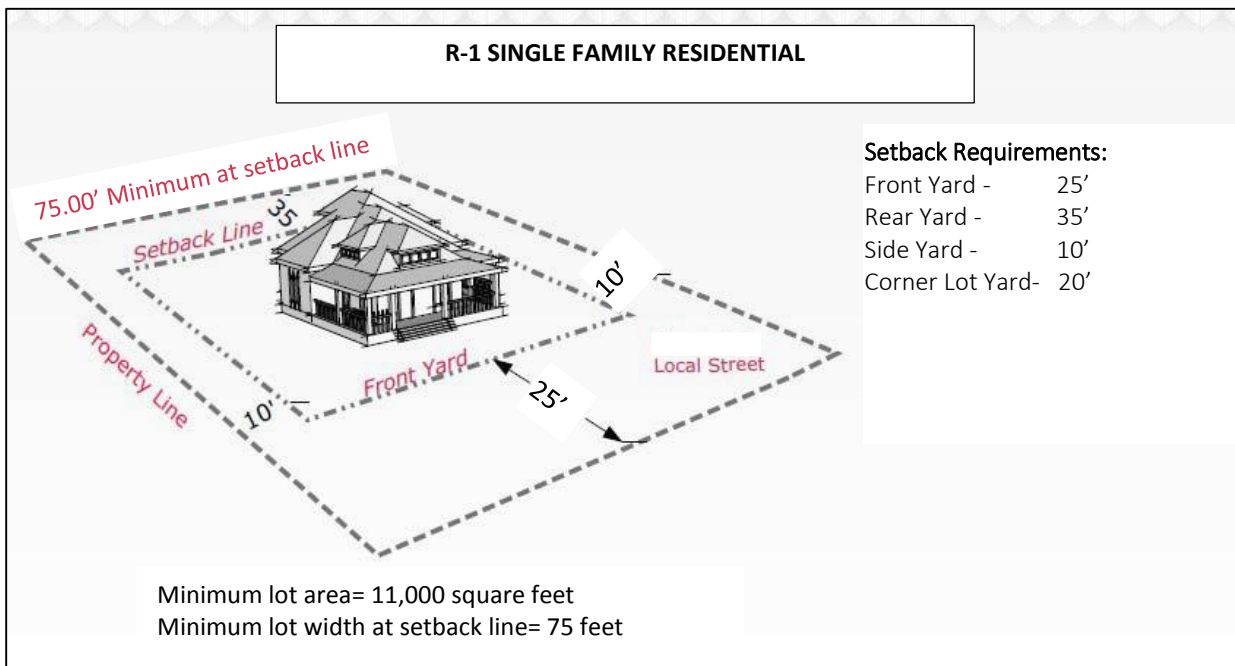 R-1 SINGLE FAMILY RESIDENTIAL
75.00’ Minimum at setback line
Setback Requirements:
Front Yard - 25’
Rear Yard - 35’
Side Yard - 10’
Corner Lot Yard- 20’
35’
Setback Line
10’
Property Line
Front Yard
Local Street
25’
10'
Minimum lot area= 11,000 square feet
Minimum lot width at setback line= 75 feet